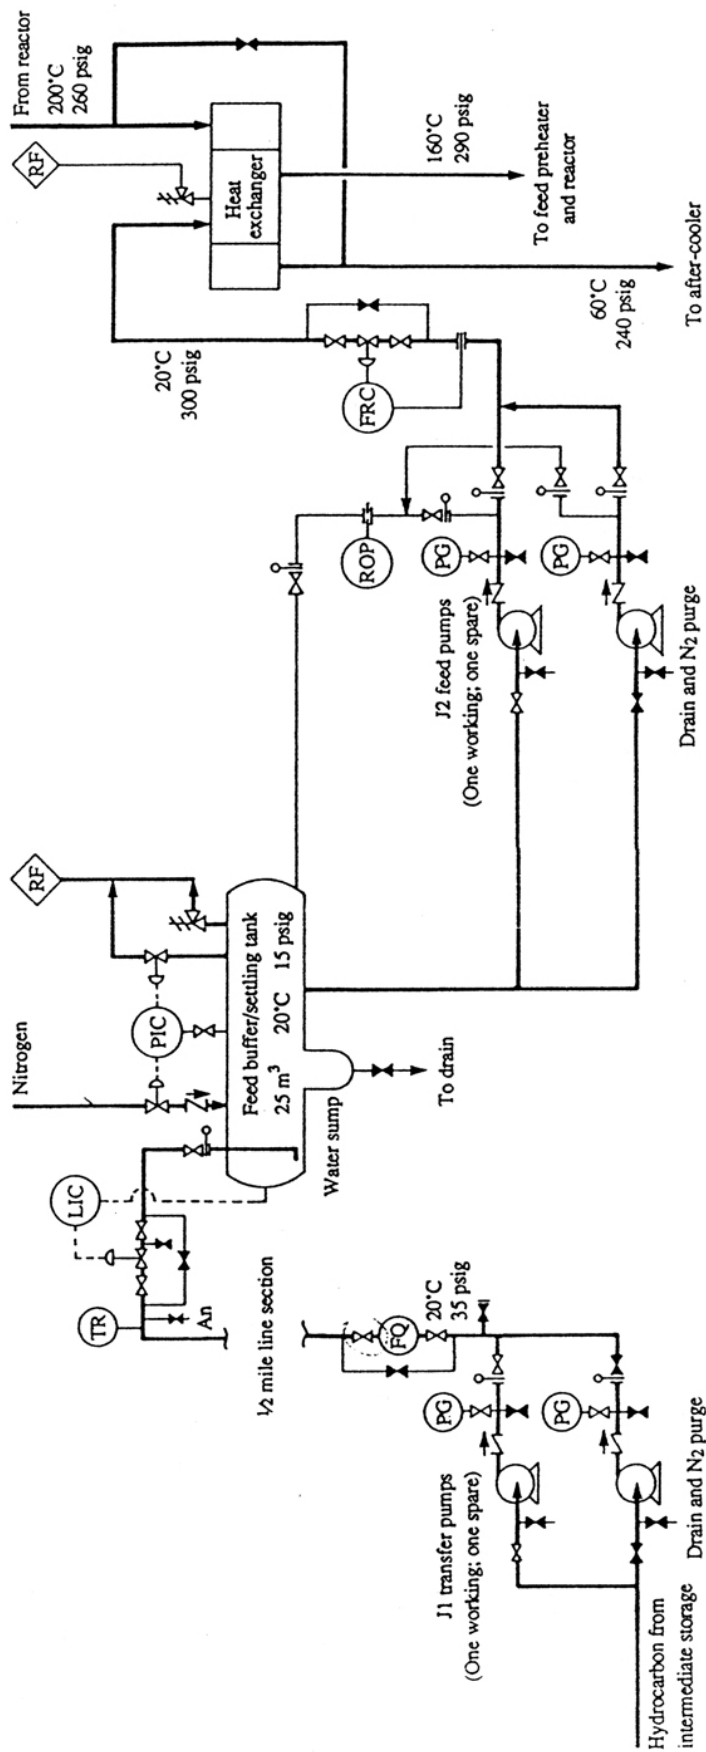 Hydrocarbon from
intermediate storage
J1 transfer pumps
(One working; one spare)
Drain and N2 purge
PG
PG
20°C
35 psig
FQ
½ mile line section
An
TR
LIC
Nitrogen
PIC
RF
Feed buffer/settling tank
25 m³ 20°C 15 psig
Water sump
To drain
J2 feed pumps
(One working; one spare)
Drain and N2 purge
PG
PG
ROP
FRC
20°C
300 psig
RF
Heat
exchanger
From reactor
200°C
260 psig
160°C
290 psig
To feed preheater
and reactor
60°C
240 psig
To after-cooler